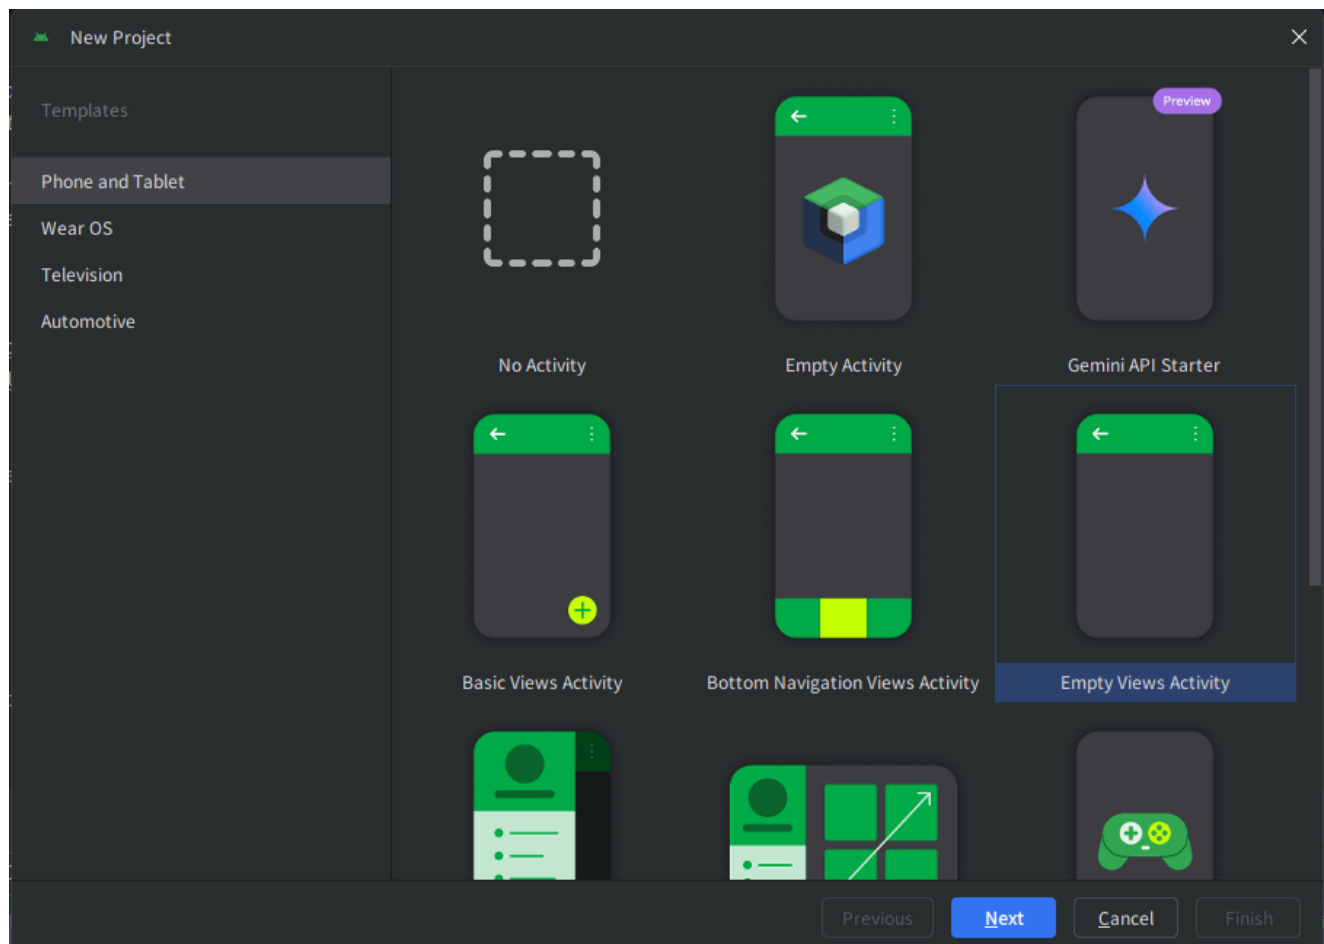 New Project
Templates
Phone and Tablet
Wear OS
Television
Automotive
Preview
No Activity
Empty Activity
Gemini API Starter
Basic Views Activity
Bottom Navigation Views Activity
Empty Views Activity
Previous
Next
Cancel
Finish